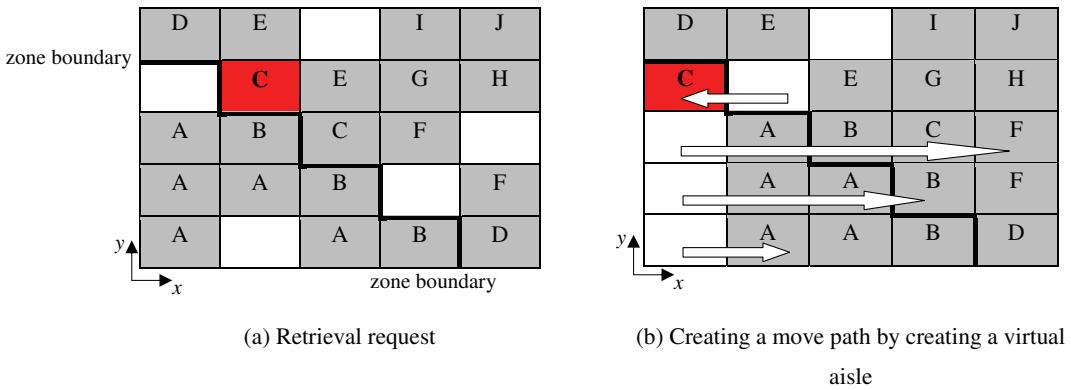 D E I J
zone boundary
C E G H
A B C F
A A B F
A A B D
y
x
zone boundary
(a) Retrieval request
D E I J
C E G H
A B C F
A A B F
A A B D
y
x
(b) Creating a move path by creating a virtual
aisle